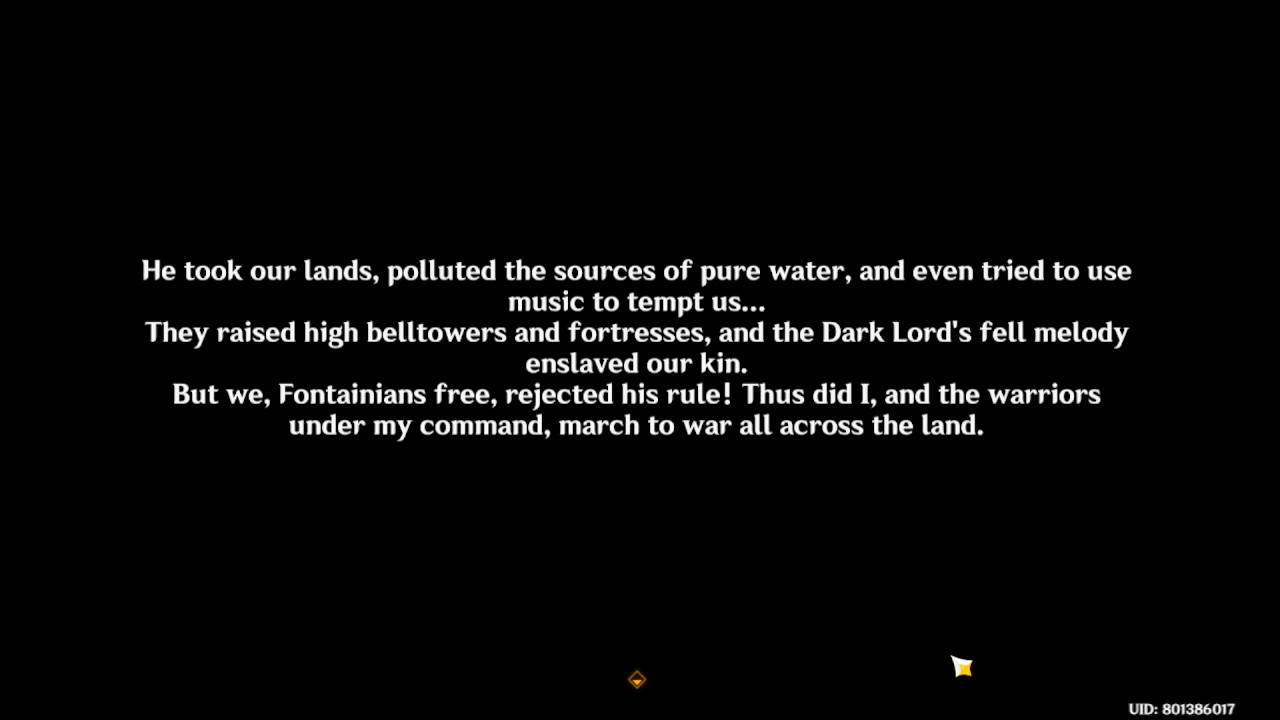 He took our lands, polluted the sources of pure water, and even tried to use
music to tempt us...
They raised high belltowers and fortresses, and the Dark Lord's fell melody
enslaved our kin.
But we, Fontainians free, rejected his rule! Thus did I, and the warriors
under my command, march to war all across the land.
UID: 801386017